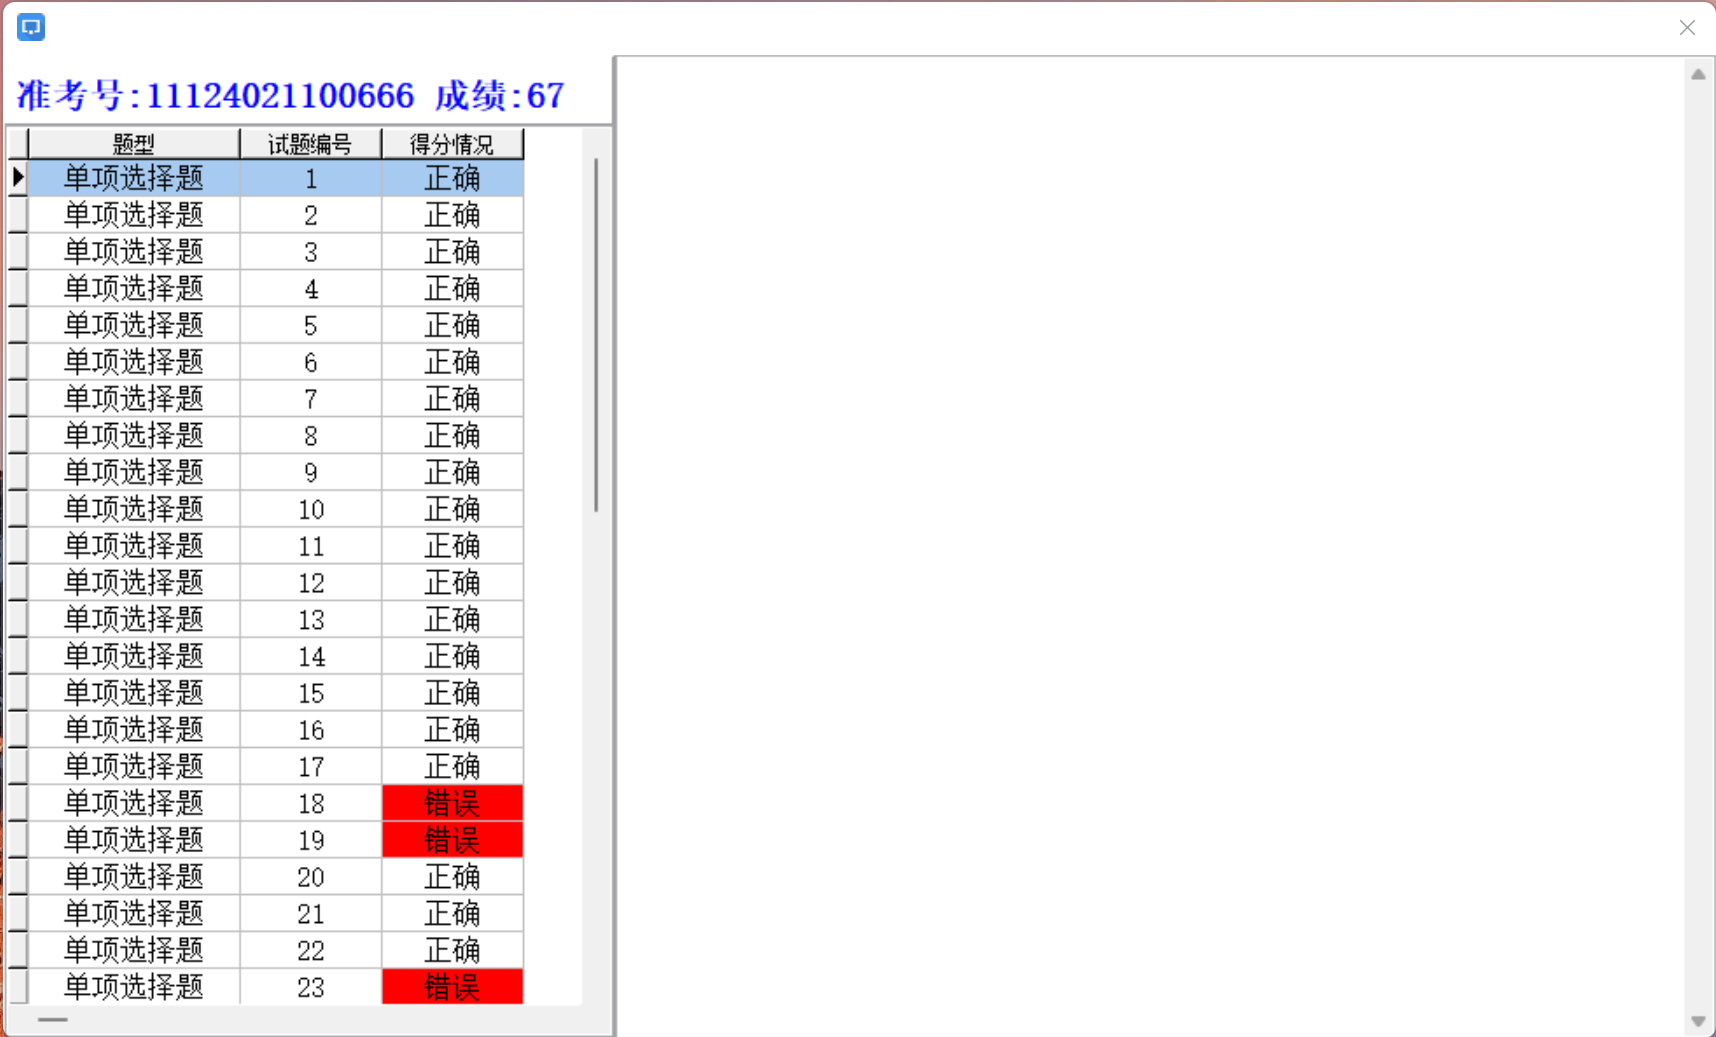 准考号:11124021100666 成绩:67
题型 试题编号 得分情况
单项选择题 1 正确
单项选择题 2 正确
单项选择题 3 正确
单项选择题 4 正确
单项选择题 5 正确
单项选择题 6 正确
单项选择题 7 正确
单项选择题 8 正确
单项选择题 9 正确
单项选择题 10 正确
单项选择题 11 正确
单项选择题 12 正确
单项选择题 13 正确
单项选择题 14 正确
单项选择题 15 正确
单项选择题 16 正确
单项选择题 17 正确
单项选择题 18 错误
单项选择题 19 错误
单项选择题 20 正确
单项选择题 21 正确
单项选择题 22 正确
单项选择题 23 错误